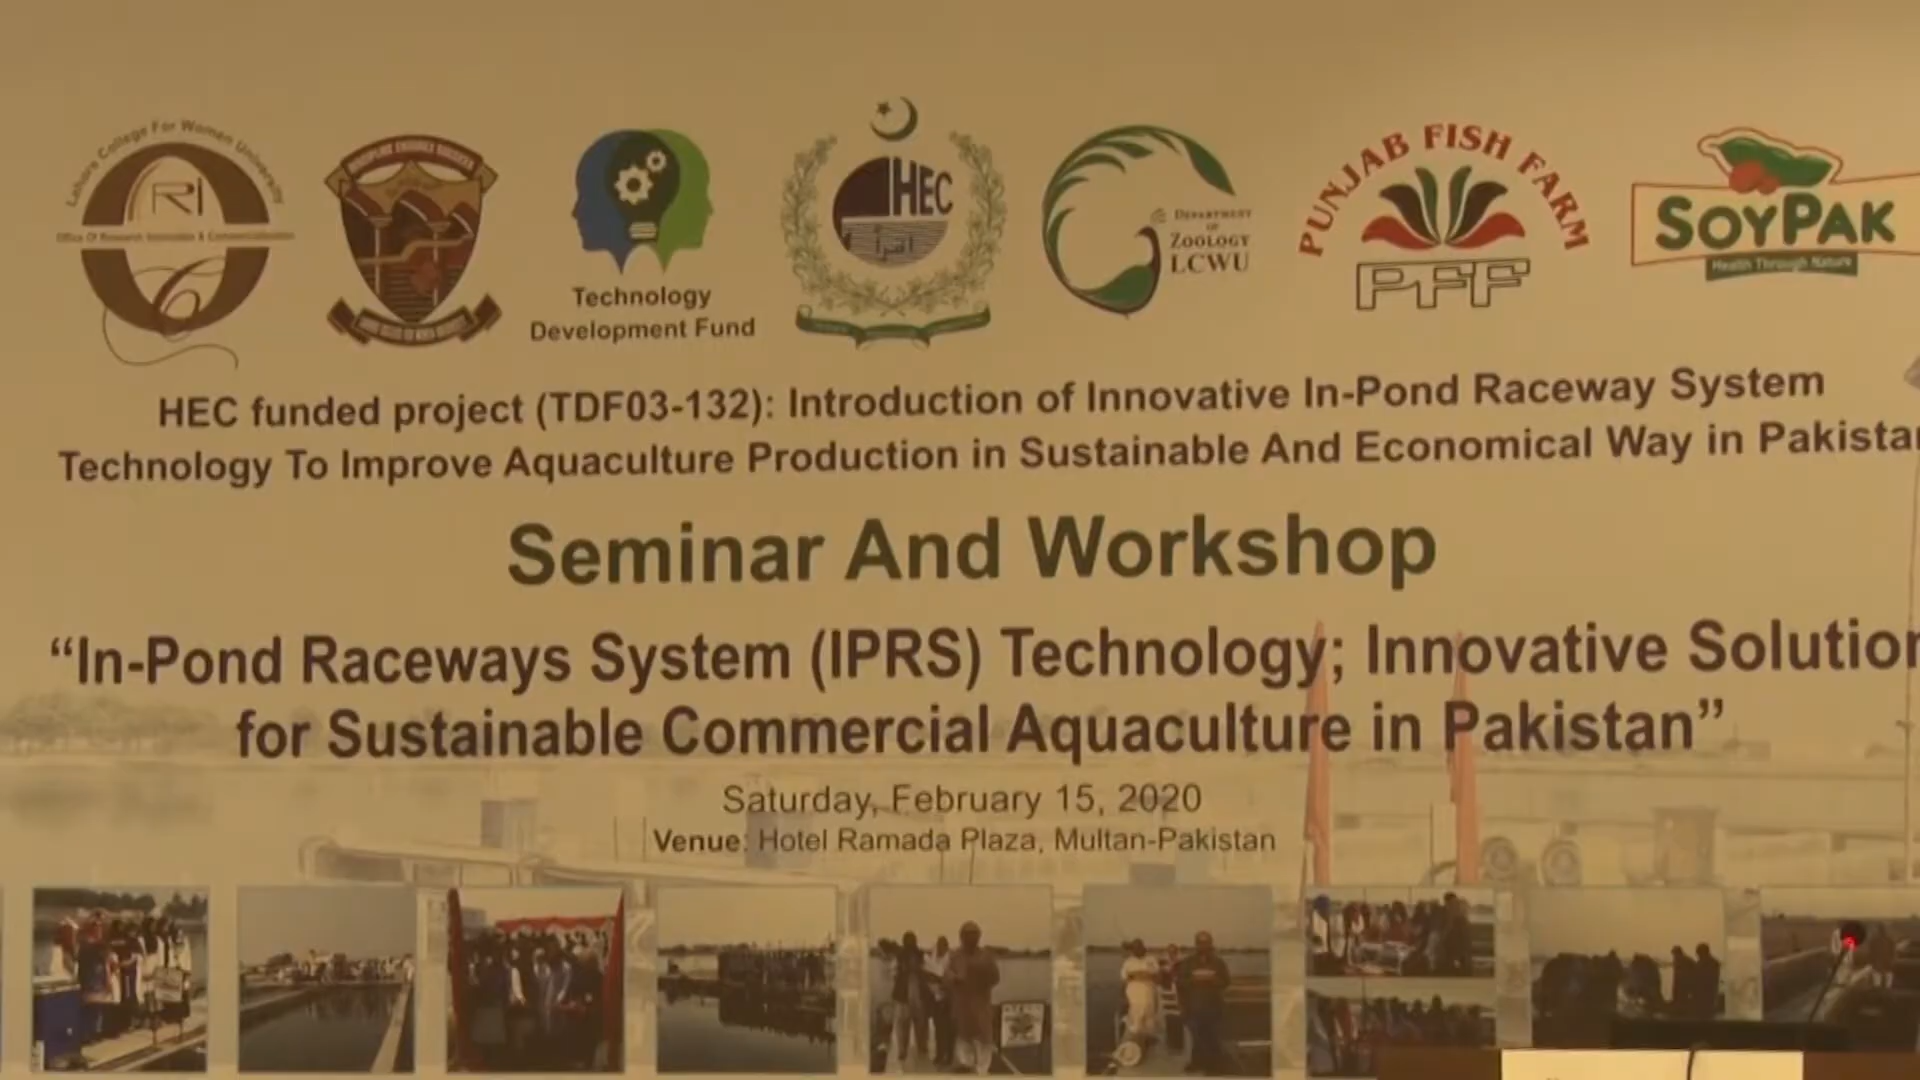 Lahore College For Women University
ORI
Office Of Research Innovation & Commercialization
Technology
Development Fund
HEC
اقرأ
DEPARTMENT
OF
ZOOLOGY
LCWU
PUNJAB FISH FARM
PFF
SOYPAK
Health Through Nature
HEC funded project (TDF03-132): Introduction of Innovative In-Pond Raceway System
Technology To Improve Aquaculture Production in Sustainable And Economical Way in Pakista
Seminar And Workshop
“In-Pond Raceways System (IPRS) Technology; Innovative Solution
for Sustainable Commercial Aquaculture in Pakistan”
Saturday, February 15, 2020
Venue: Hotel Ramada Plaza, Multan-Pakistan